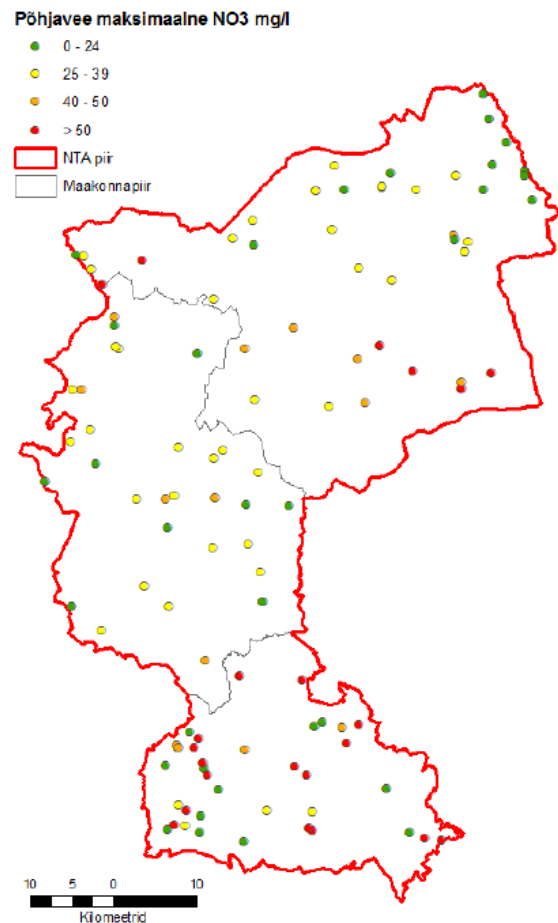 Põhjavee maksimaalne NO3 mg/l
0 - 24
25 - 39
40 - 50
> 50
NTA piir
Maakonnapiir
10 5 0 10
Kilomeetrid